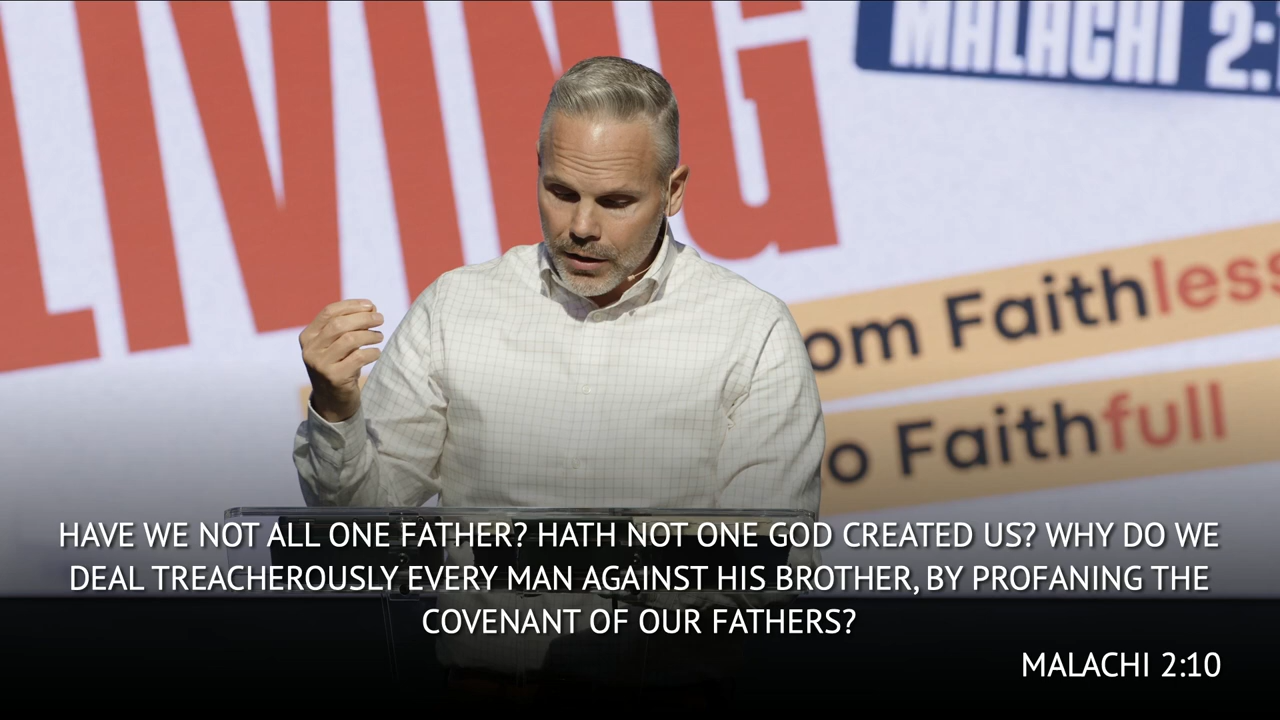 LIVING
MALACHI 2:
om Faithless
o Faithfull
HAVE WE NOT ALL ONE FATHER? HATH NOT ONE GOD CREATED US? WHY DO WE
DEAL TREACHEROUSLY EVERY MAN AGAINST HIS BROTHER, BY PROFANING THE
COVENANT OF OUR FATHERS?
MALACHI 2:10